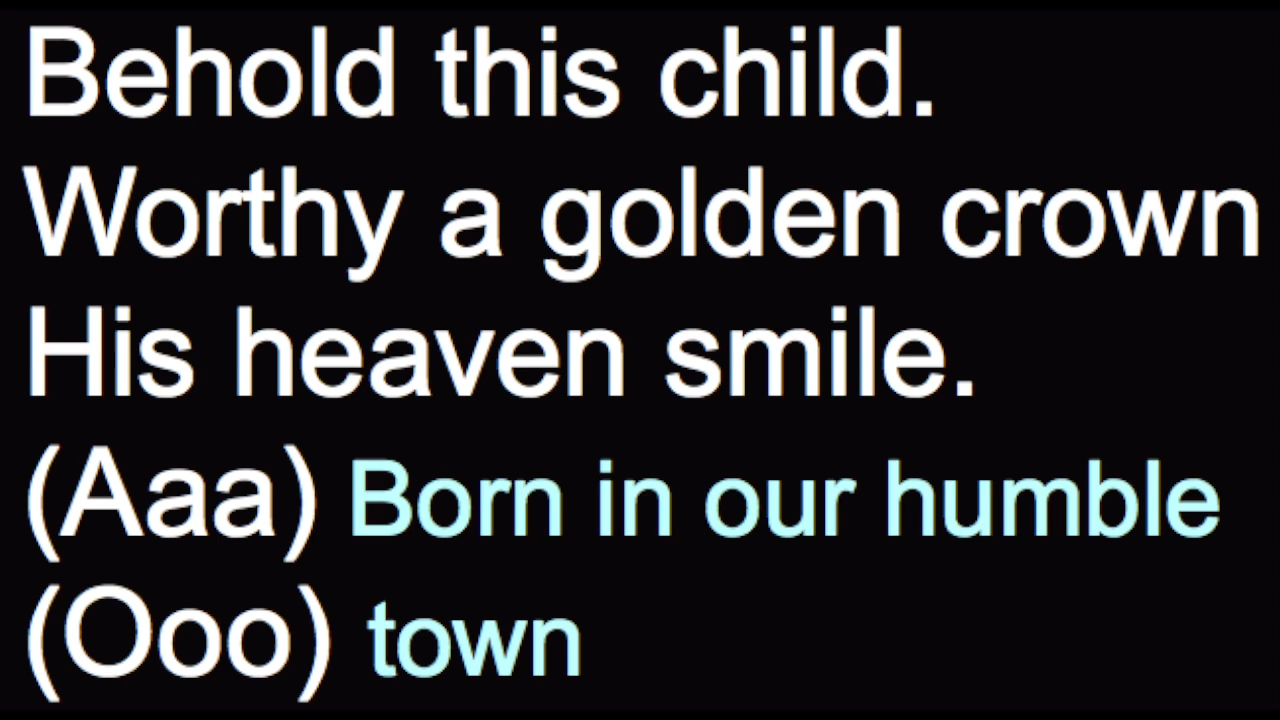 Behold this child.
Worthy a golden crown
His heaven smile.
(Aaa) Born in our humble
(Ooo) town